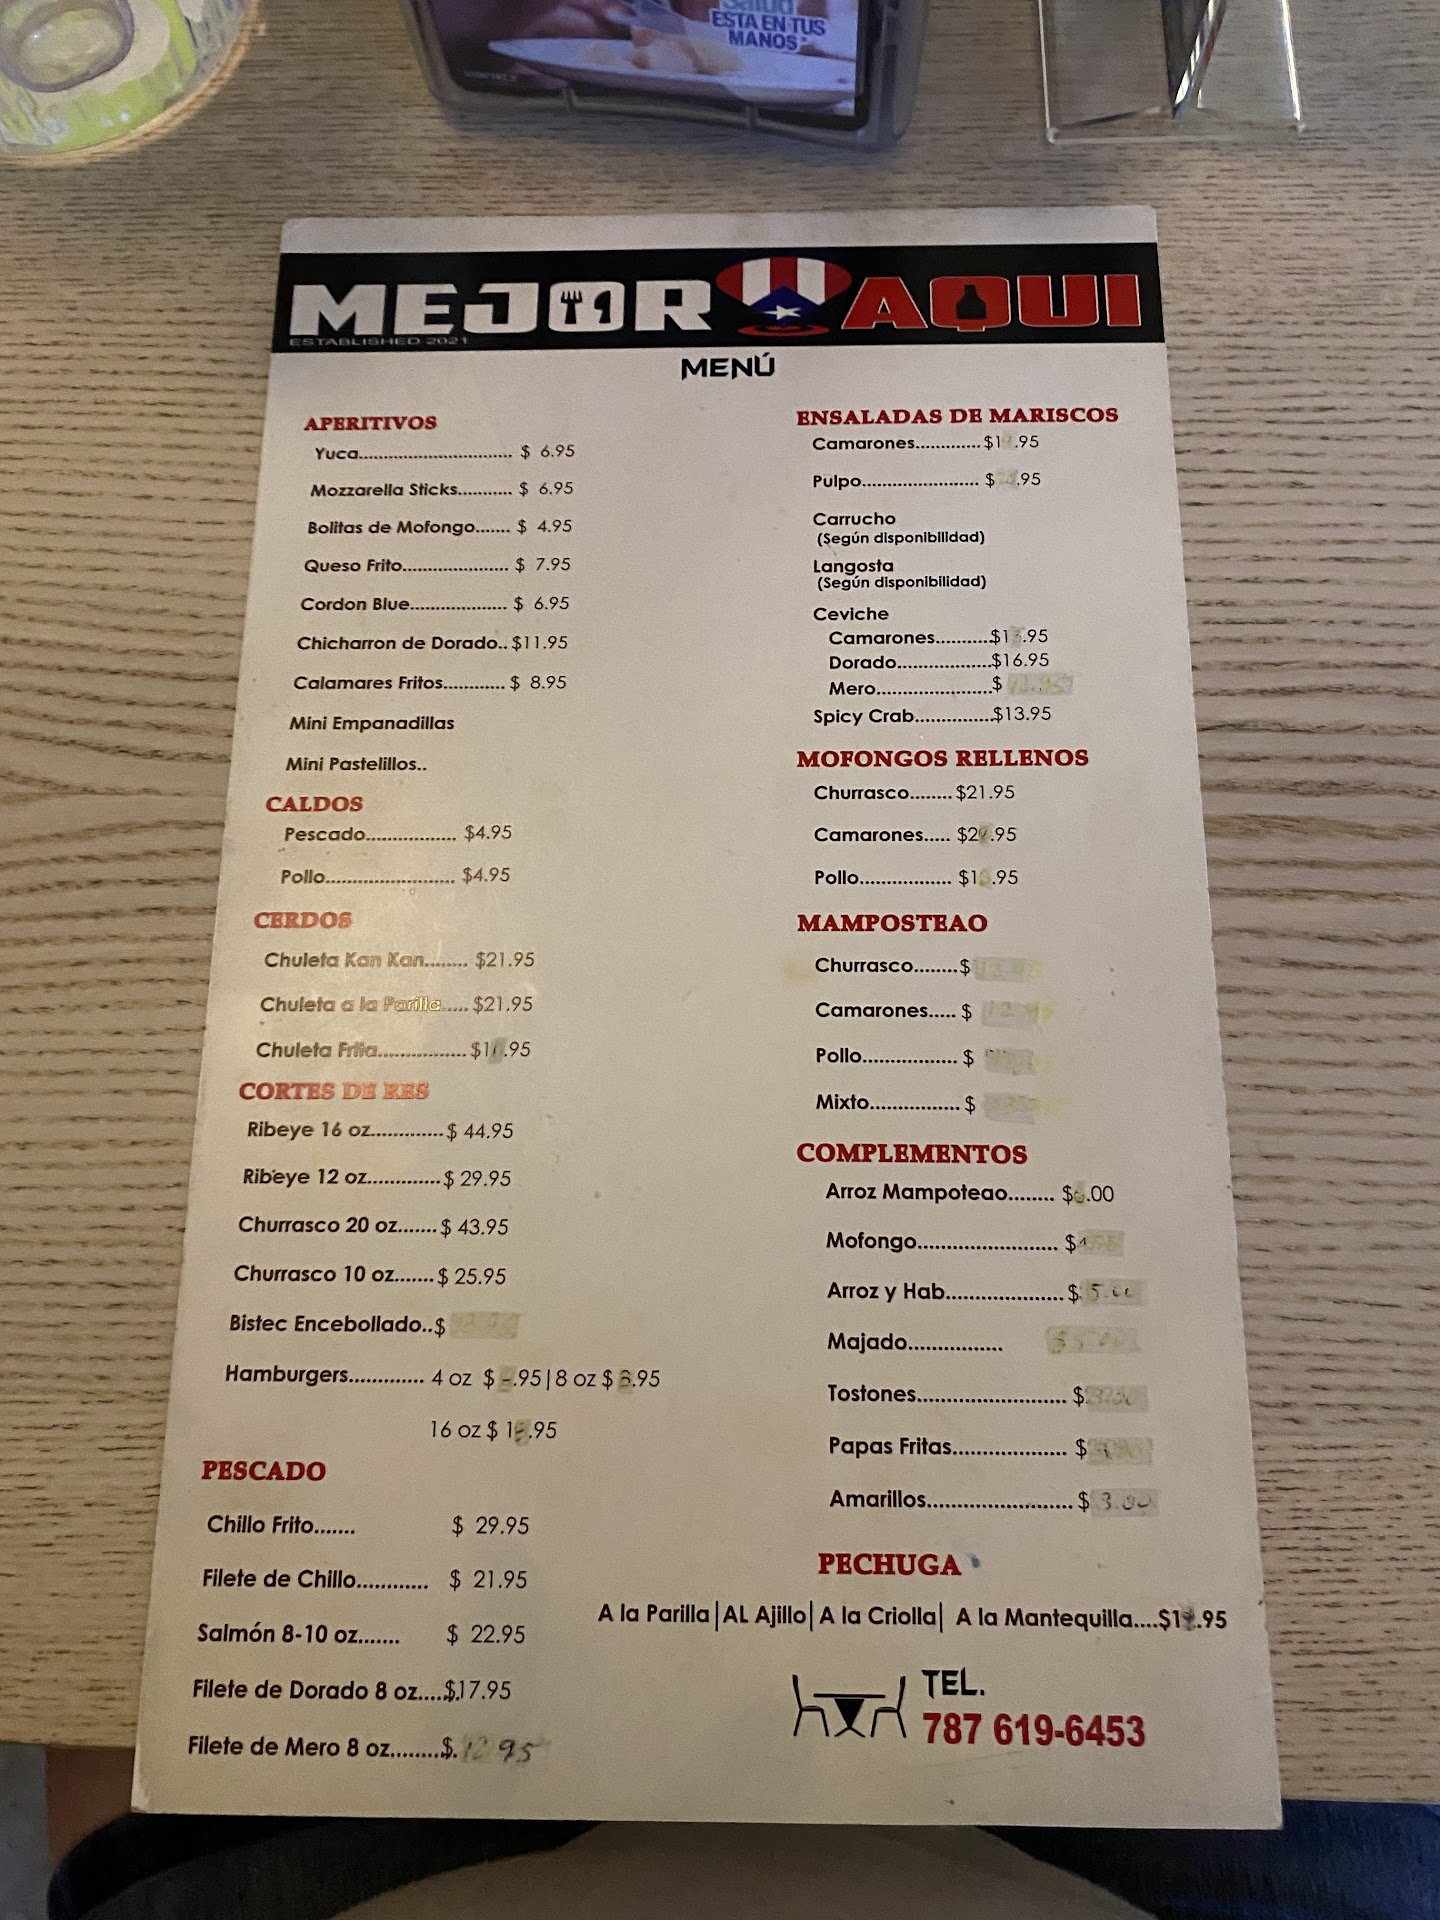 ESTA EN TUS
MANOS
MEJOR AQUI
ESTABLISHED 2021
MENÚ
APERITIVOS
Yuca............................... $ 6.95
Mozzarella Sticks........... $ 6.95
Bolitas de Mofongo....... $ 4.95
Queso Frito...................... $ 7.95
Cordon Blue.................... $ 6.95
Chicharron de Dorado.. $11.95
Calamares Fritos............ $ 8.95
Mini Empanadillas
Mini Pastelillos..
CALDOS
Pescado................. $4.95
Pollo.......................... $4.95
CERDOS
Chuleta Kan Kan........ $21.95
Chuleta a la Parilla..... $21.95
Chuleta Frita................. $1 .95
CORTES DE RES
Ribeye 16 oz.............$ 44.95
Ribeye 12 oz.............$ 29.95
Churrasco 20 oz.......$ 43.95
Churrasco 10 oz.......$ 25.95
Bistec Encebollado..$
Hamburgers............. 4 oz $ .95|8 oz $ .95
16 oz $ 1 .95
PESCADO
Chillo Frito....... $ 29.95
Filete de Chillo............ $ 21.95
Salmón 8-10 oz....... $ 22.95
Filete de Dorado 8 oz....$.17.95
Filete de Mero 8 oz........$. 95
ENSALADAS DE MARISCOS
Camarones.............$1 .95
Pulpo........................ $ .95
Carrucho
(Según disponibilidad)
Langosta
(Según disponibilidad)
Ceviche
Camarones...........$1 .95
Dorado...................$16.95
Mero.......................$
Spicy Crab................$13.95
MOFONGOS RELLENOS
Churrasco........$21.95
Camarones..... $2 .95
Pollo................. $1 .95
MAMPOSTEAO
Churrasco........$
Camarones..... $
Pollo................. $
Mixto................ $
COMPLEMENTOS
Arroz Mampoteao........ $ .00
Mofongo........................ $
Arroz y Hab....................$ 5.00
Majado................
Tostones.......................... $
Papas Fritas.................... $
Amarillos......................... $ 3.00
PECHUGA
A la Parilla|AL Ajillo|A la Criolla| A la Mantequilla....$1 .95
TEL.
787 619-6453